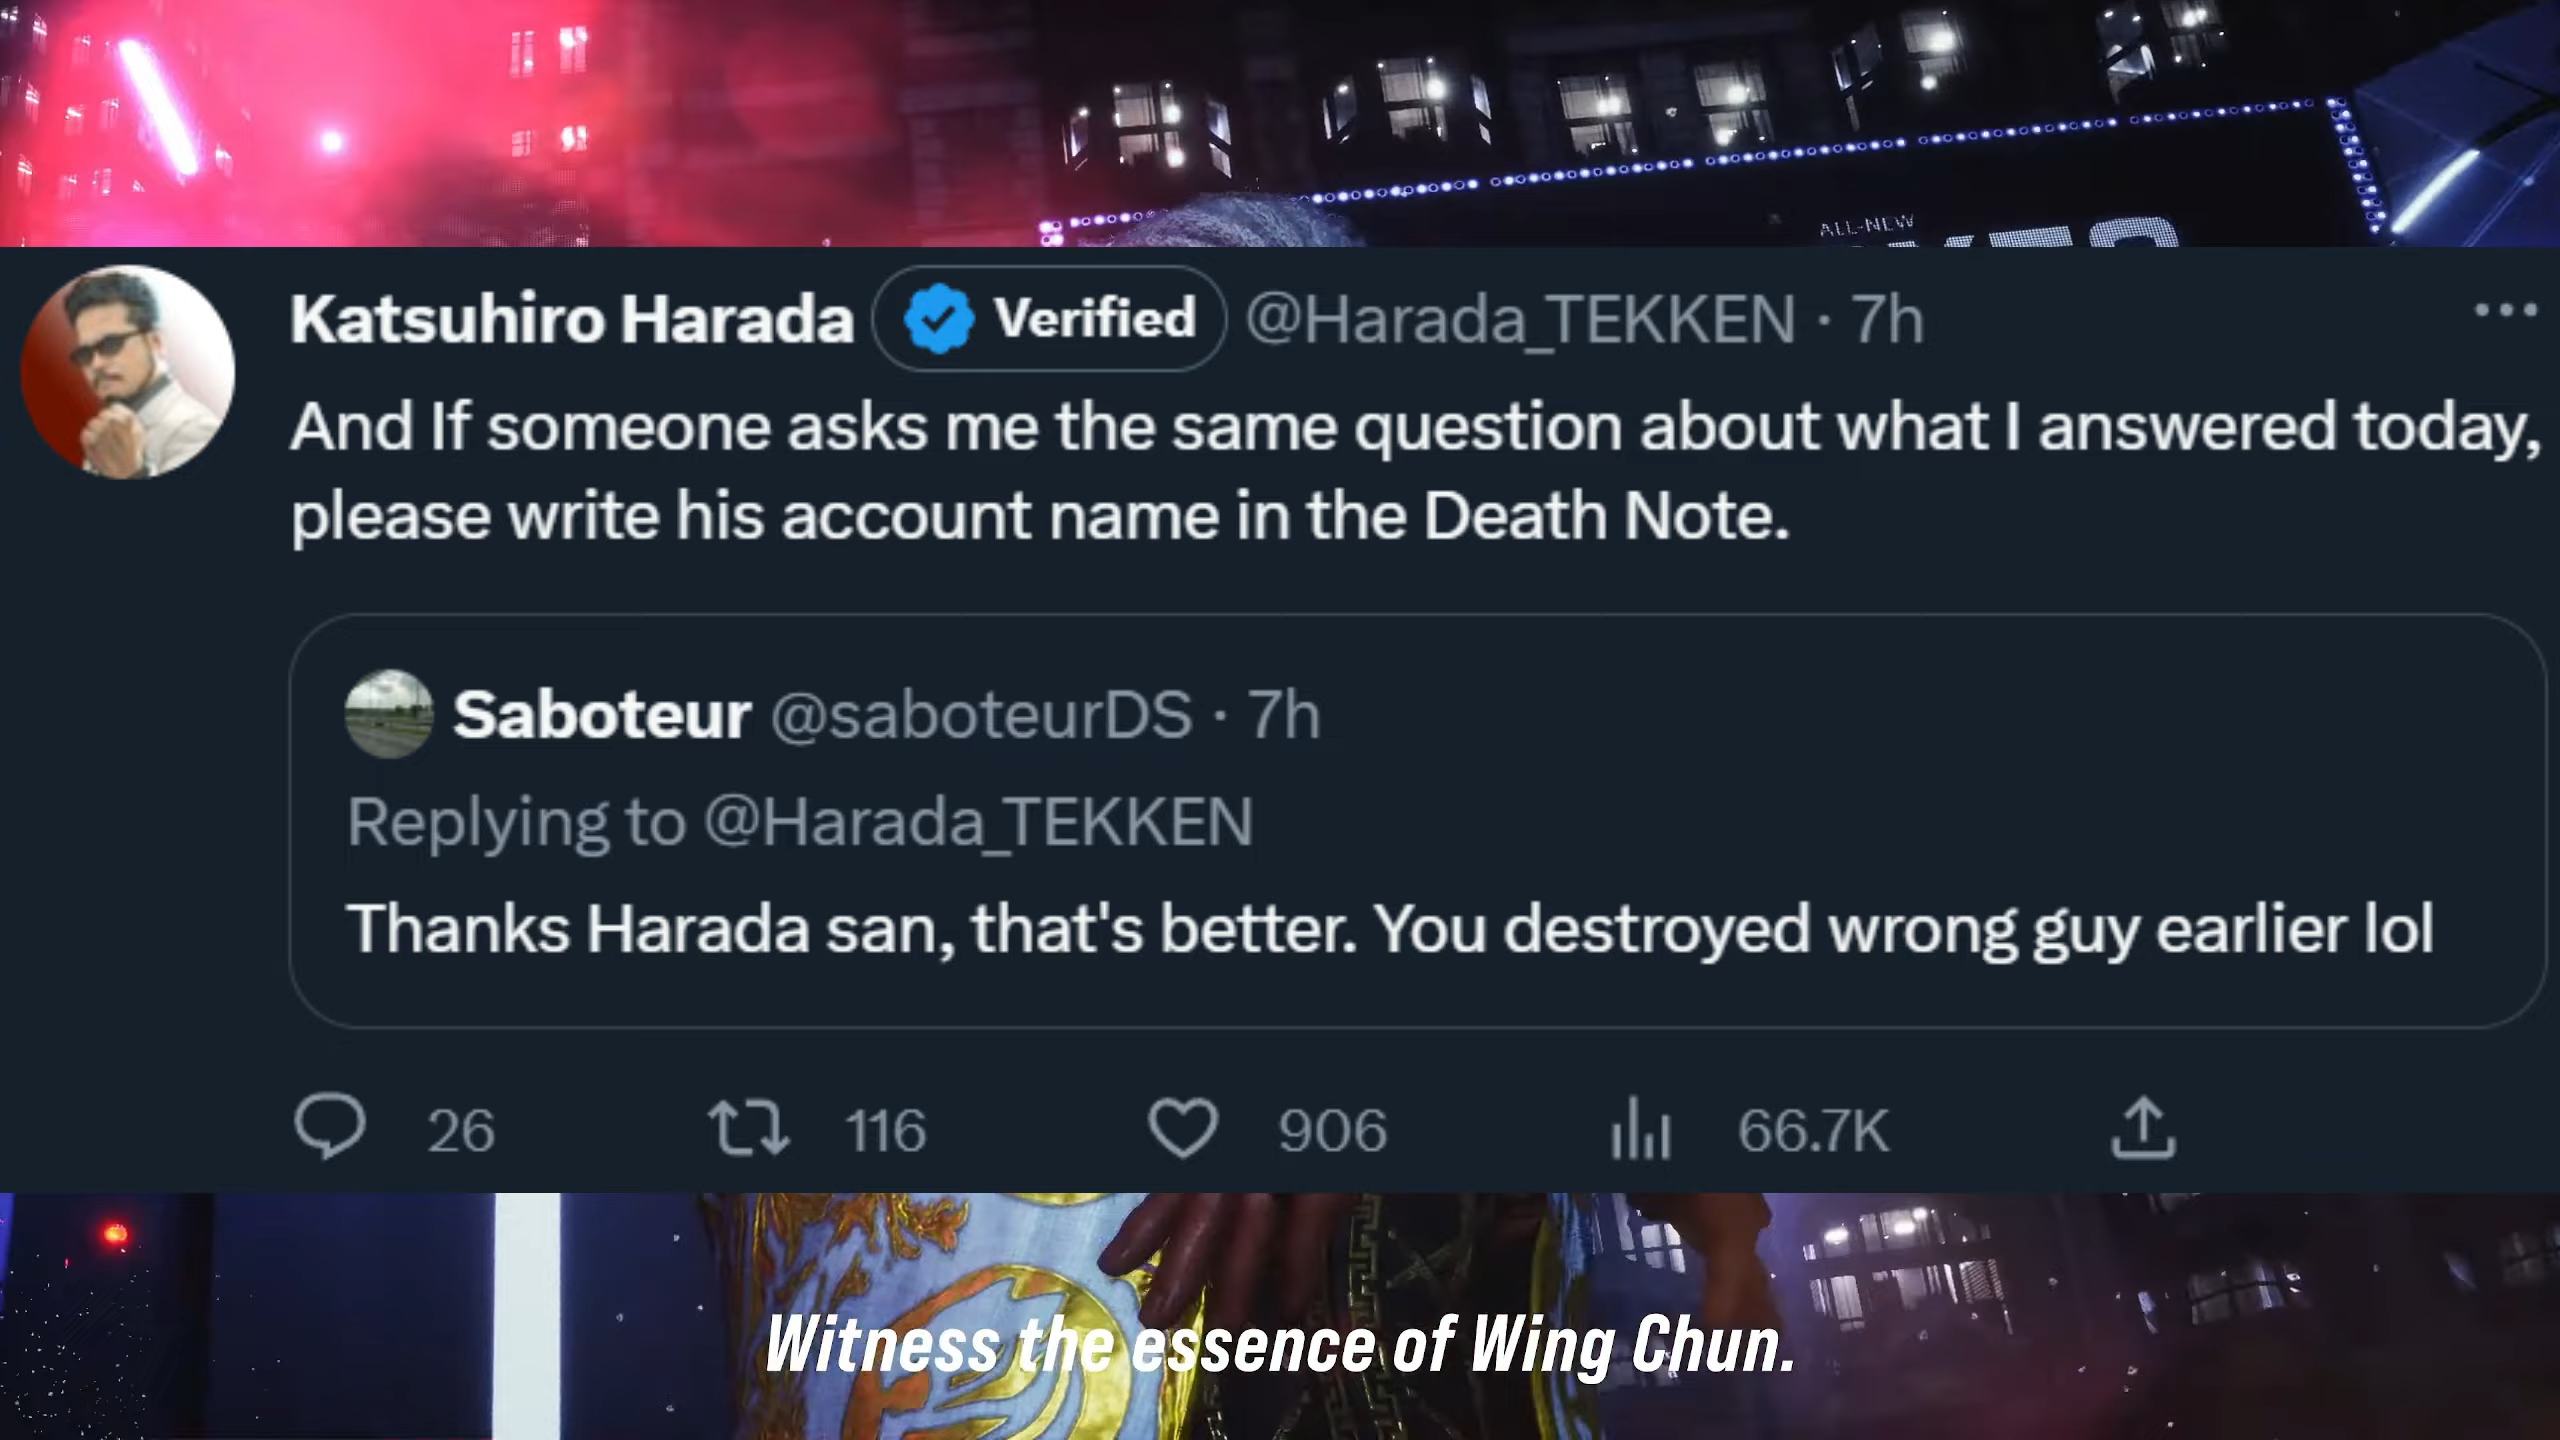 ALL-NEW
Katsuhiro Harada Verified @Harada_TEKKEN · 7h
And If someone asks me the same question about what I answered today,
please write his account name in the Death Note.
Saboteur @saboteurDS · 7h
Replying to @Harada_TEKKEN
Thanks Harada san, that's better. You destroyed wrong guy earlier lol
26 116 906 66.7K
Witness the essence of Wing Chun.